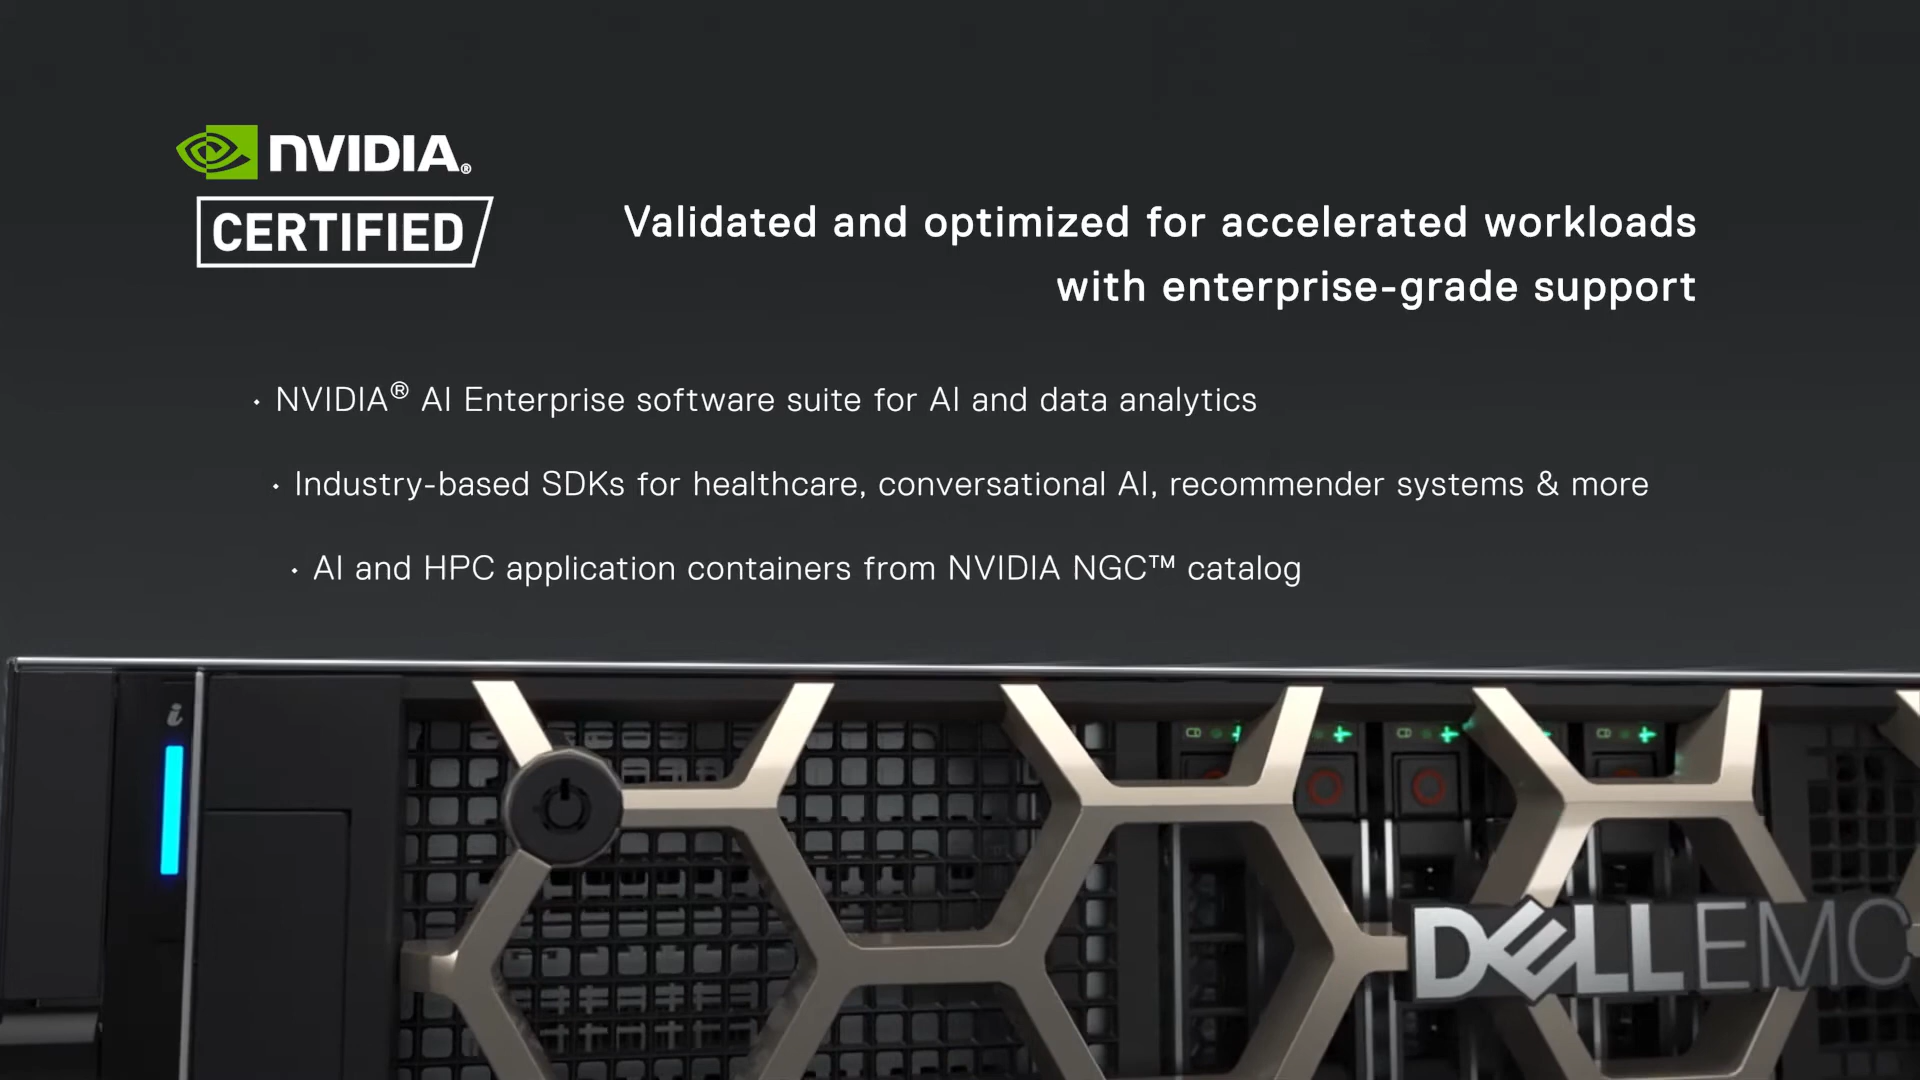 NVIDIA®
CERTIFIED
Validated and optimized for accelerated workloads
with enterprise-grade support
· NVIDIA® AI Enterprise software suite for AI and data analytics
· Industry-based SDKs for healthcare, conversational AI, recommender systems & more
· AI and HPC application containers from NVIDIA NGC™ catalog
i
DELLEMC